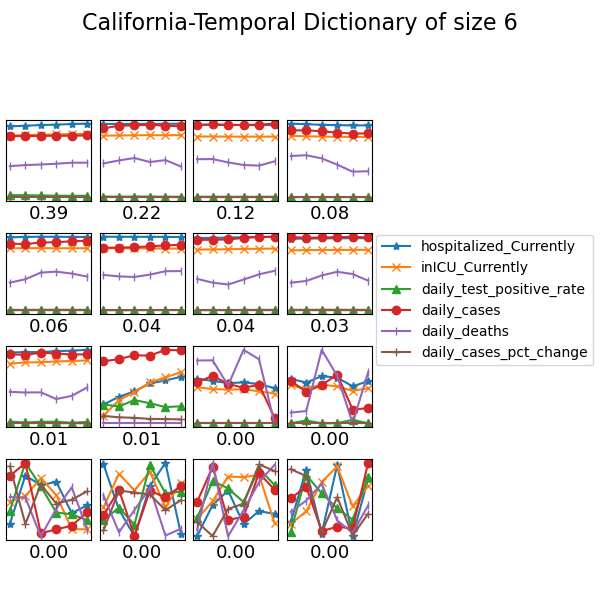 California-Temporal Dictionary of size 6
0.39 0.22 0.12 0.08
0.06 0.04 0.04 0.03
hospitalized_Currently
inICU_Currently
daily_test_positive_rate
daily_cases
daily_deaths
daily_cases_pct_change
0.01 0.01 0.00 0.00
0.00 0.00 0.00 0.00